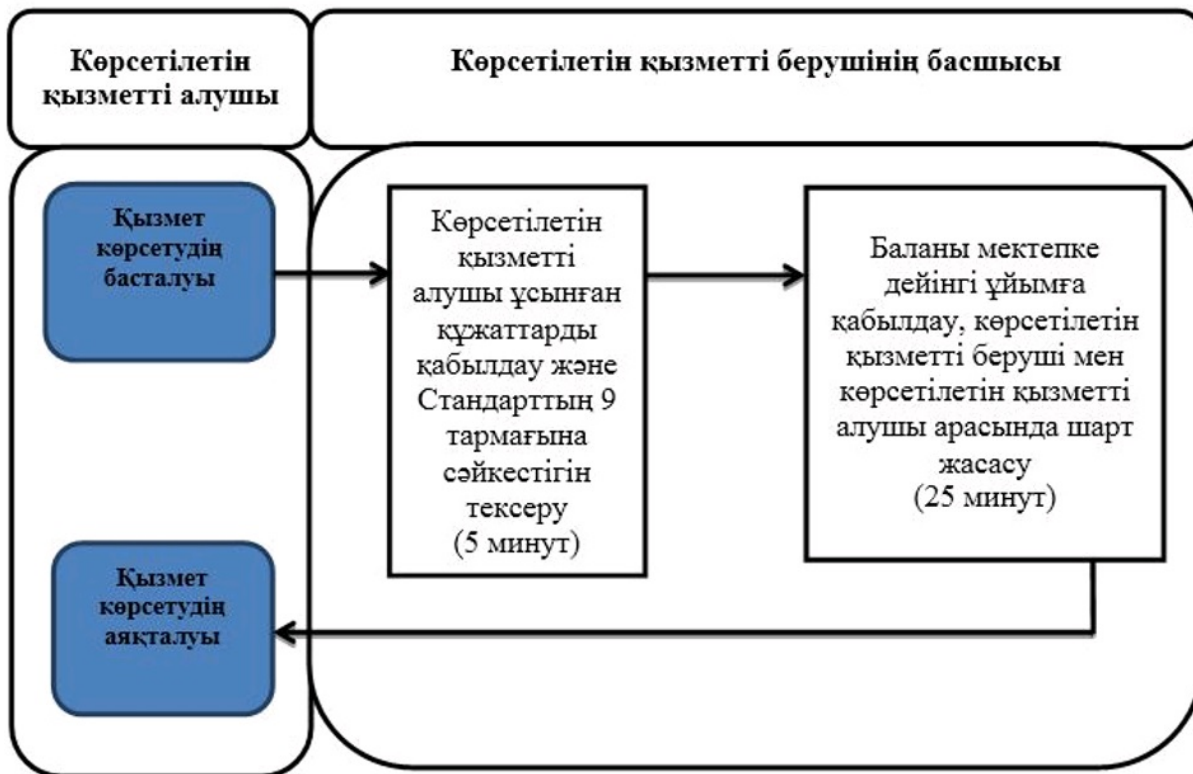 Көрсетілетін
қызметті алушы
Көрсетілетін қызметті берушінің басшысы
Қызмет
көрсетудің
басталуы
Көрсетілетін
қызметті
алушы ұсынған
құжаттарды
қабылдау және
Стандарттың 9
тармағына
сәйкестігін
тексеру
(5 минут)
Баланы мектепке
дейінгі ұйымға
қабылдау, көрсетілетін
қызметті беруші мен
көрсетілетін қызметті
алушы арасында шарт
жасасу
(25 минут)
Қызмет
көрсетудің
аяқталуы